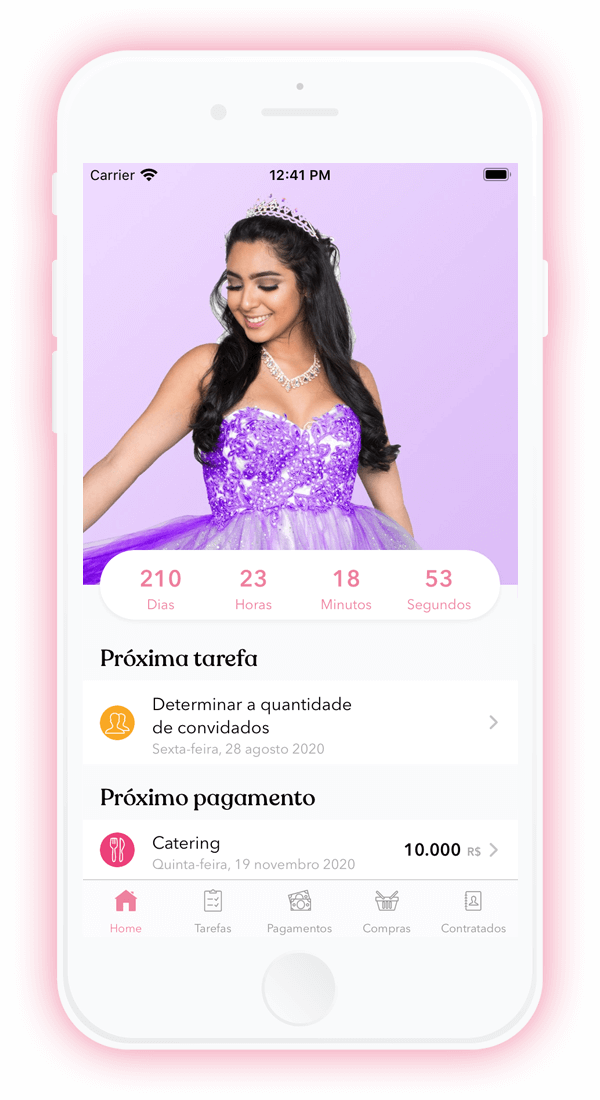 Carrier 12:41 PM
210 23 18 53
Dias Horas Minutos Segundos
Próxima tarefa
Determinar a quantidade
de convidados
Sexta-feira, 28 agosto 2020
Próximo pagamento
Catering 10.000 R$
Quinta-feira, 19 novembro 2020
Home Tarefas Pagamentos Compras Contratados